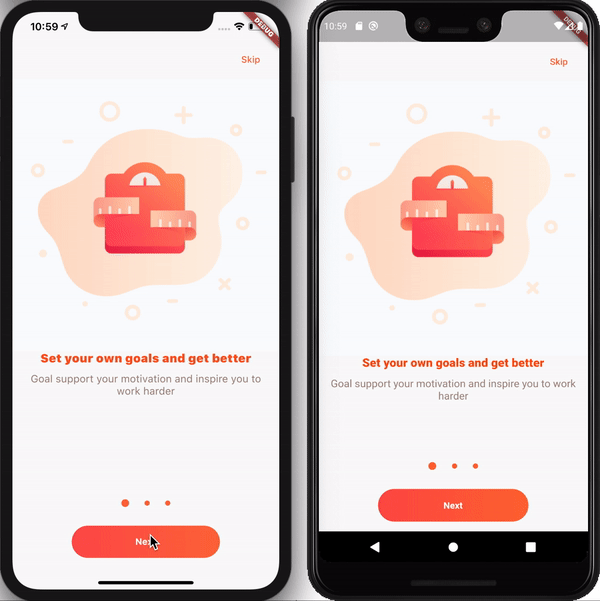 10:59
DEBUG
Skip
Set your own goals and get better
Goal support your motivation and inspire you to
work harder
Next
10:59
Skip
Set your own goals and get better
Goal support your motivation and inspire you to work
harder
Next